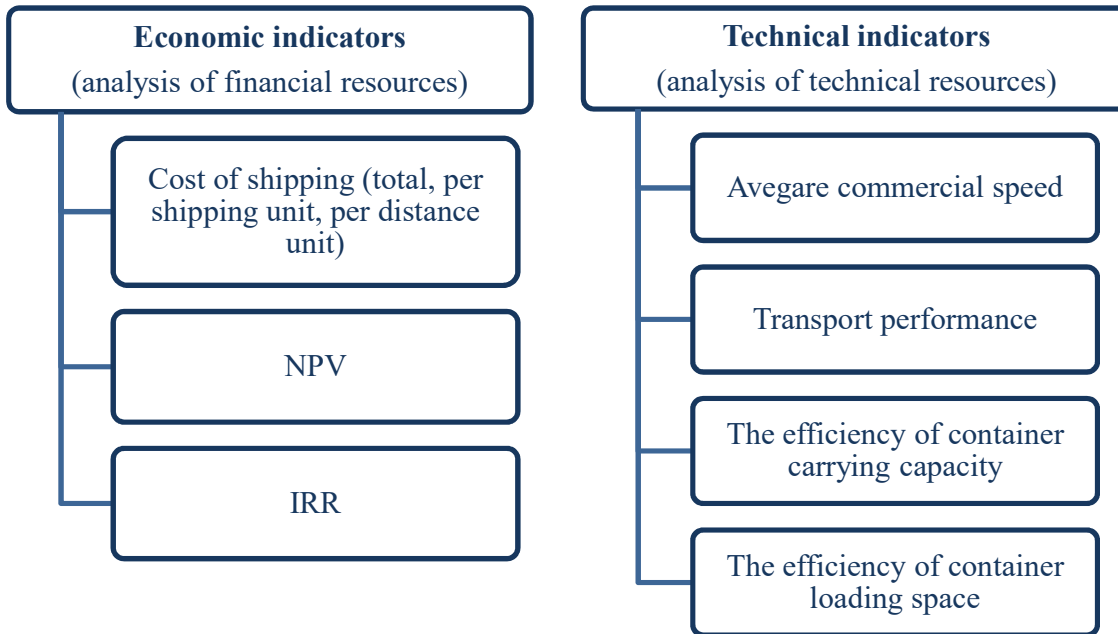 Economic indicators
(analysis of financial resources)
Cost of shipping (total, per
shipping unit, per distance
unit)
NPV
IRR
Technical indicators
(analysis of technical resources)
Avegare commercial speed
Transport performance
The efficiency of container
carrying capacity
The efficiency of container
loading space